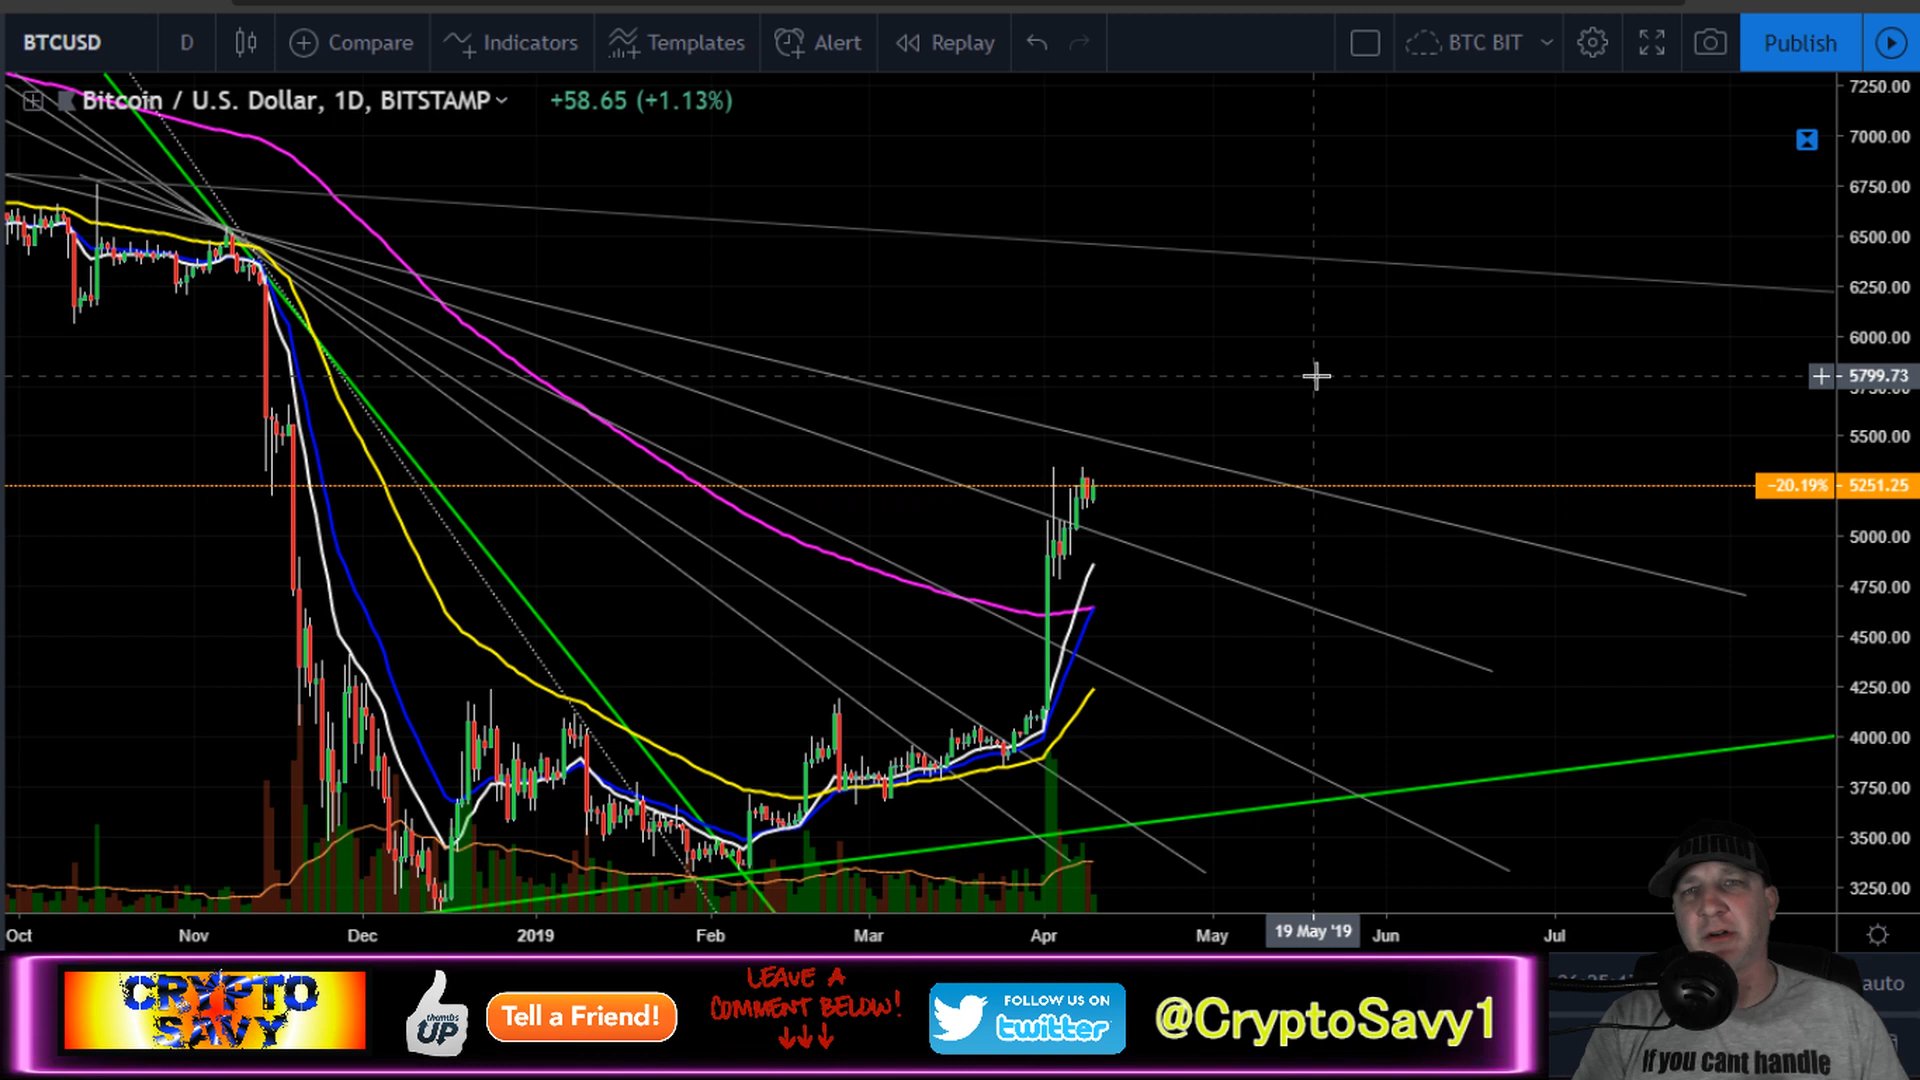 BTCUSD D Compare Indicators Templates Alert Replay BTC BIT Publish
Bitcoin / U.S. Dollar, 1D, BITSTAMP +58.65 (+1.13%)
7250.00
7000.00
6750.00
6500.00
6250.00
6000.00
5799.73
5500.00
−20.19% 5251.25
5000.00
4750.00
4500.00
4250.00
4000.00
3750.00
3500.00
3250.00
Oct Nov Dec 2019 Feb Mar Apr May 19 May '19 Jun Jul
auto
CRYPTO
SAVY
thumbs
UP
Tell a Friend!
LEAVE A
COMMENT BELOW!
FOLLOW US ON
twitter
@CryptoSavy1
If you cant handle